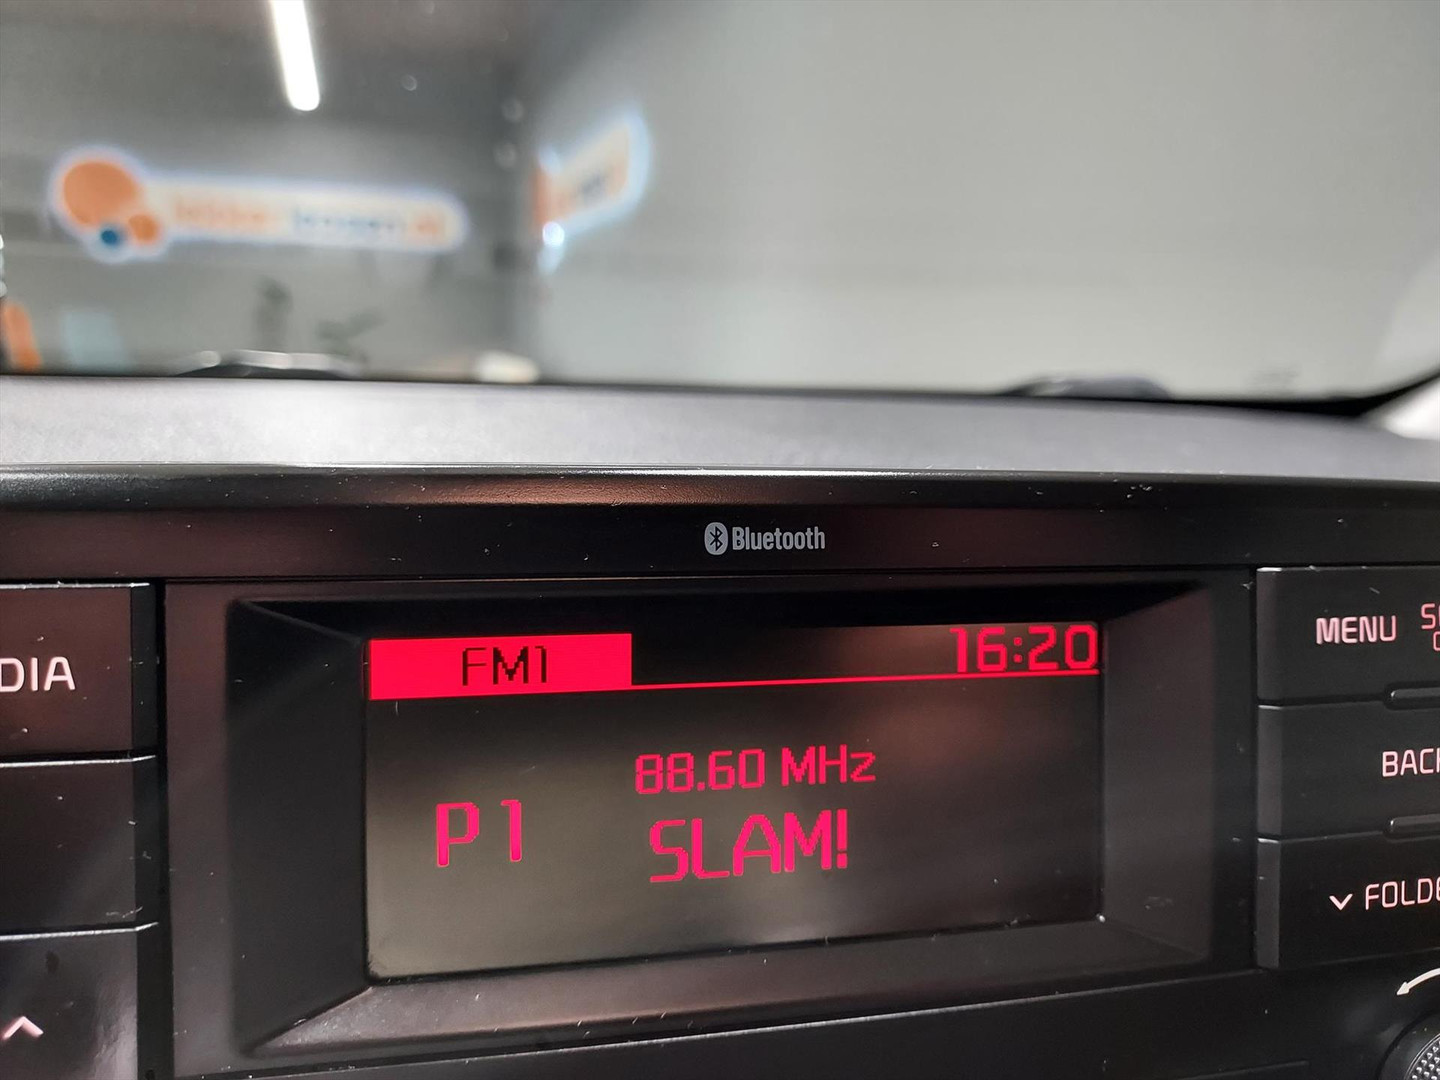 Bluetooth
DIA
FM1
16:20
MENU
88.60 MHz
P1
SLAM!
BACK
FOLDE